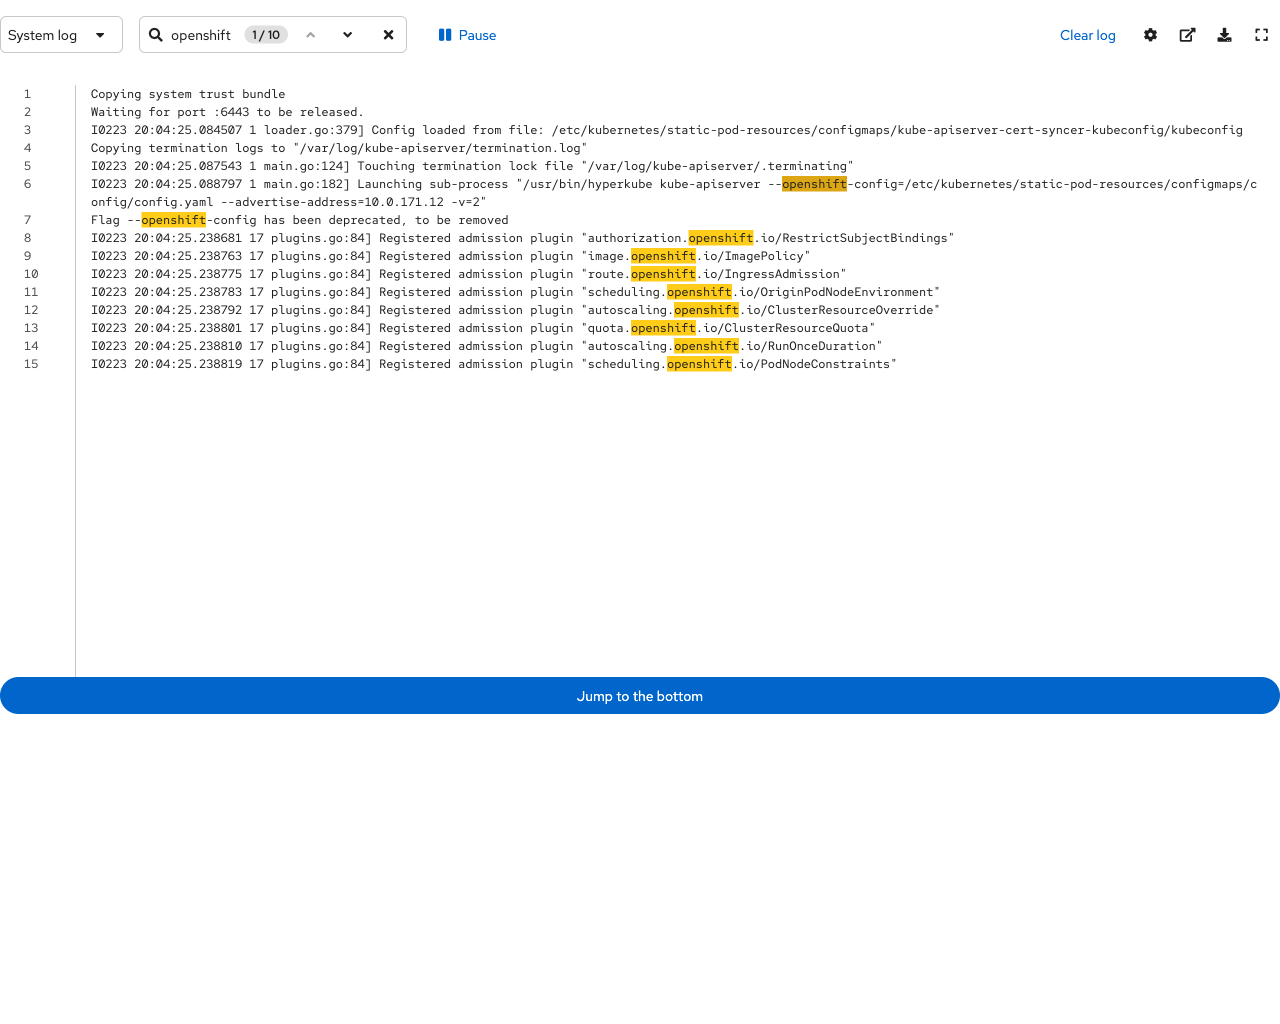 System log openshift 1 / 10 Pause Clear log
1 Copying system trust bundle
2 Waiting for port :6443 to be released.
3 I0223 20:04:25.084507 1 loader.go:379] Config loaded from file: /etc/kubernetes/static-pod-resources/configmaps/kube-apiserver-cert-syncer-kubeconfig/kubeconfig
4 Copying termination logs to "/var/log/kube-apiserver/termination.log"
5 I0223 20:04:25.087543 1 main.go:124] Touching termination lock file "/var/log/kube-apiserver/.terminating"
6 I0223 20:04:25.088797 1 main.go:182] Launching sub-process "/usr/bin/hyperkube kube-apiserver --openshift-config=/etc/kubernetes/static-pod-resources/configmaps/c
onfig/config.yaml --advertise-address=10.0.171.12 -v=2"
7 Flag --openshift-config has been deprecated, to be removed
8 I0223 20:04:25.238681 17 plugins.go:84] Registered admission plugin "authorization.openshift.io/RestrictSubjectBindings"
9 I0223 20:04:25.238763 17 plugins.go:84] Registered admission plugin "image.openshift.io/ImagePolicy"
10 I0223 20:04:25.238775 17 plugins.go:84] Registered admission plugin "route.openshift.io/IngressAdmission"
11 I0223 20:04:25.238783 17 plugins.go:84] Registered admission plugin "scheduling.openshift.io/OriginPodNodeEnvironment"
12 I0223 20:04:25.238792 17 plugins.go:84] Registered admission plugin "autoscaling.openshift.io/ClusterResourceOverride"
13 I0223 20:04:25.238801 17 plugins.go:84] Registered admission plugin "quota.openshift.io/ClusterResourceQuota"
14 I0223 20:04:25.238810 17 plugins.go:84] Registered admission plugin "autoscaling.openshift.io/RunOnceDuration"
15 I0223 20:04:25.238819 17 plugins.go:84] Registered admission plugin "scheduling.openshift.io/PodNodeConstraints"
Jump to the bottom